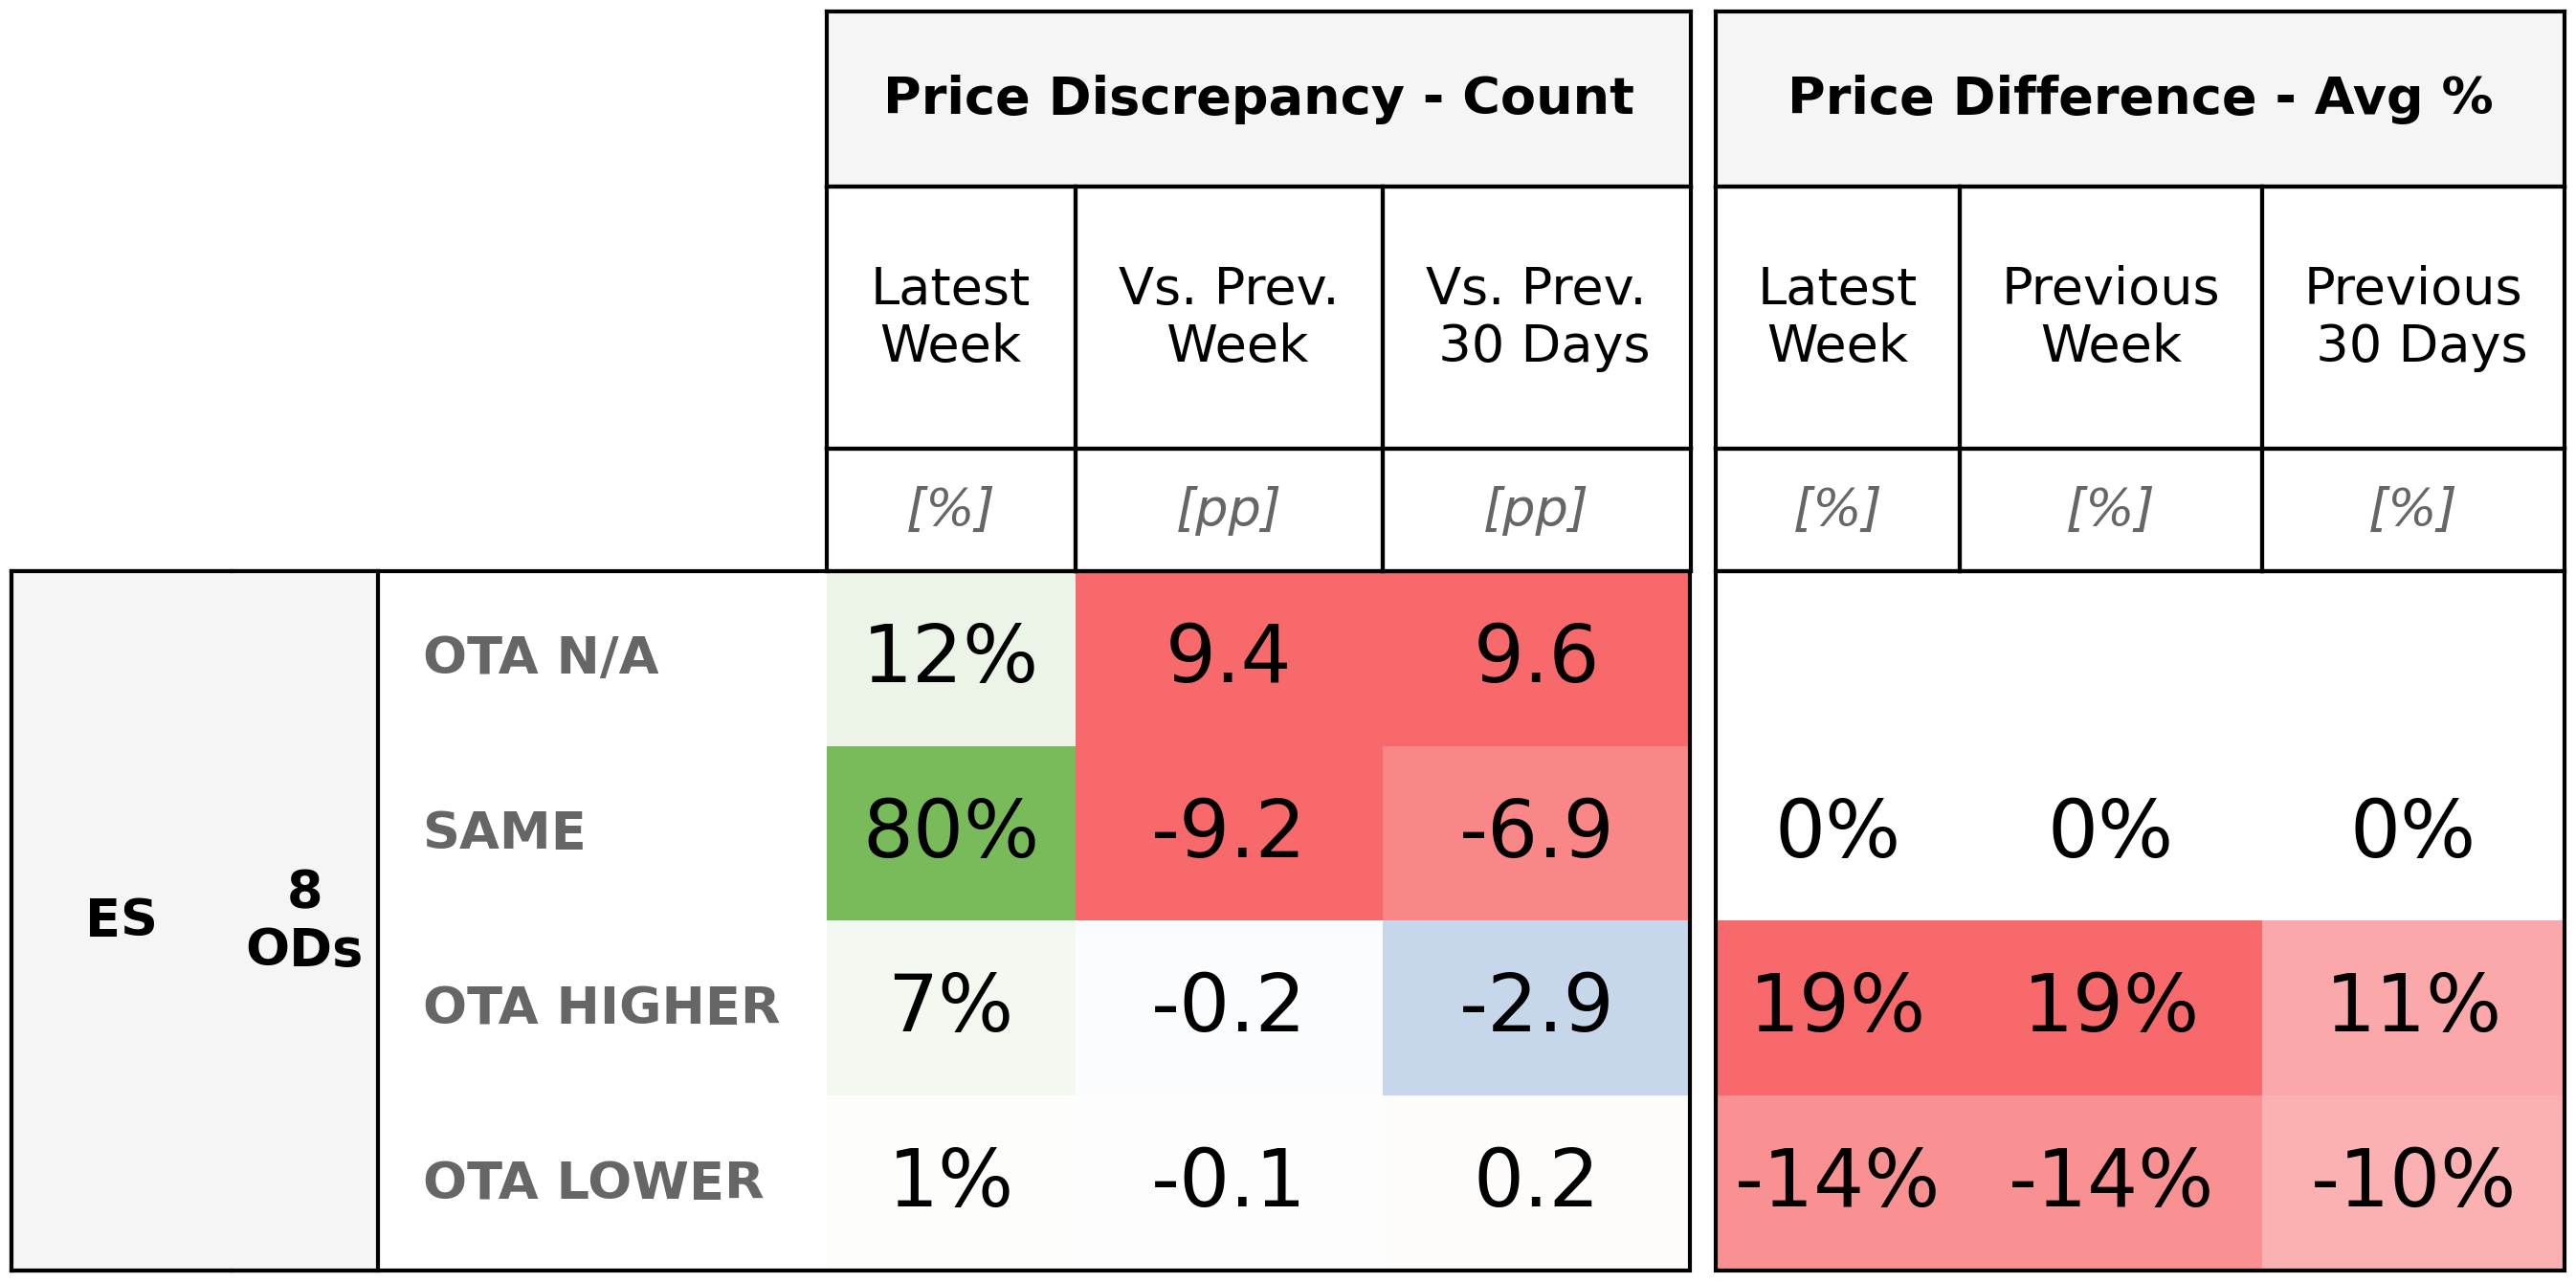 Price Discrepancy - Count
Price Difference - Avg %
Latest Week
Vs. Prev. Week
Vs. Prev. 30 Days
Latest Week
Previous Week
Previous 30 Days
[%] [pp] [pp] [%] [%] [%]
ES
8 ODs
OTA N/A 12% 9.4 9.6
SAME 80% -9.2 -6.9 0% 0% 0%
OTA HIGHER 7% -0.2 -2.9 19% 19% 11%
OTA LOWER 1% -0.1 0.2 -14% -14% -10%